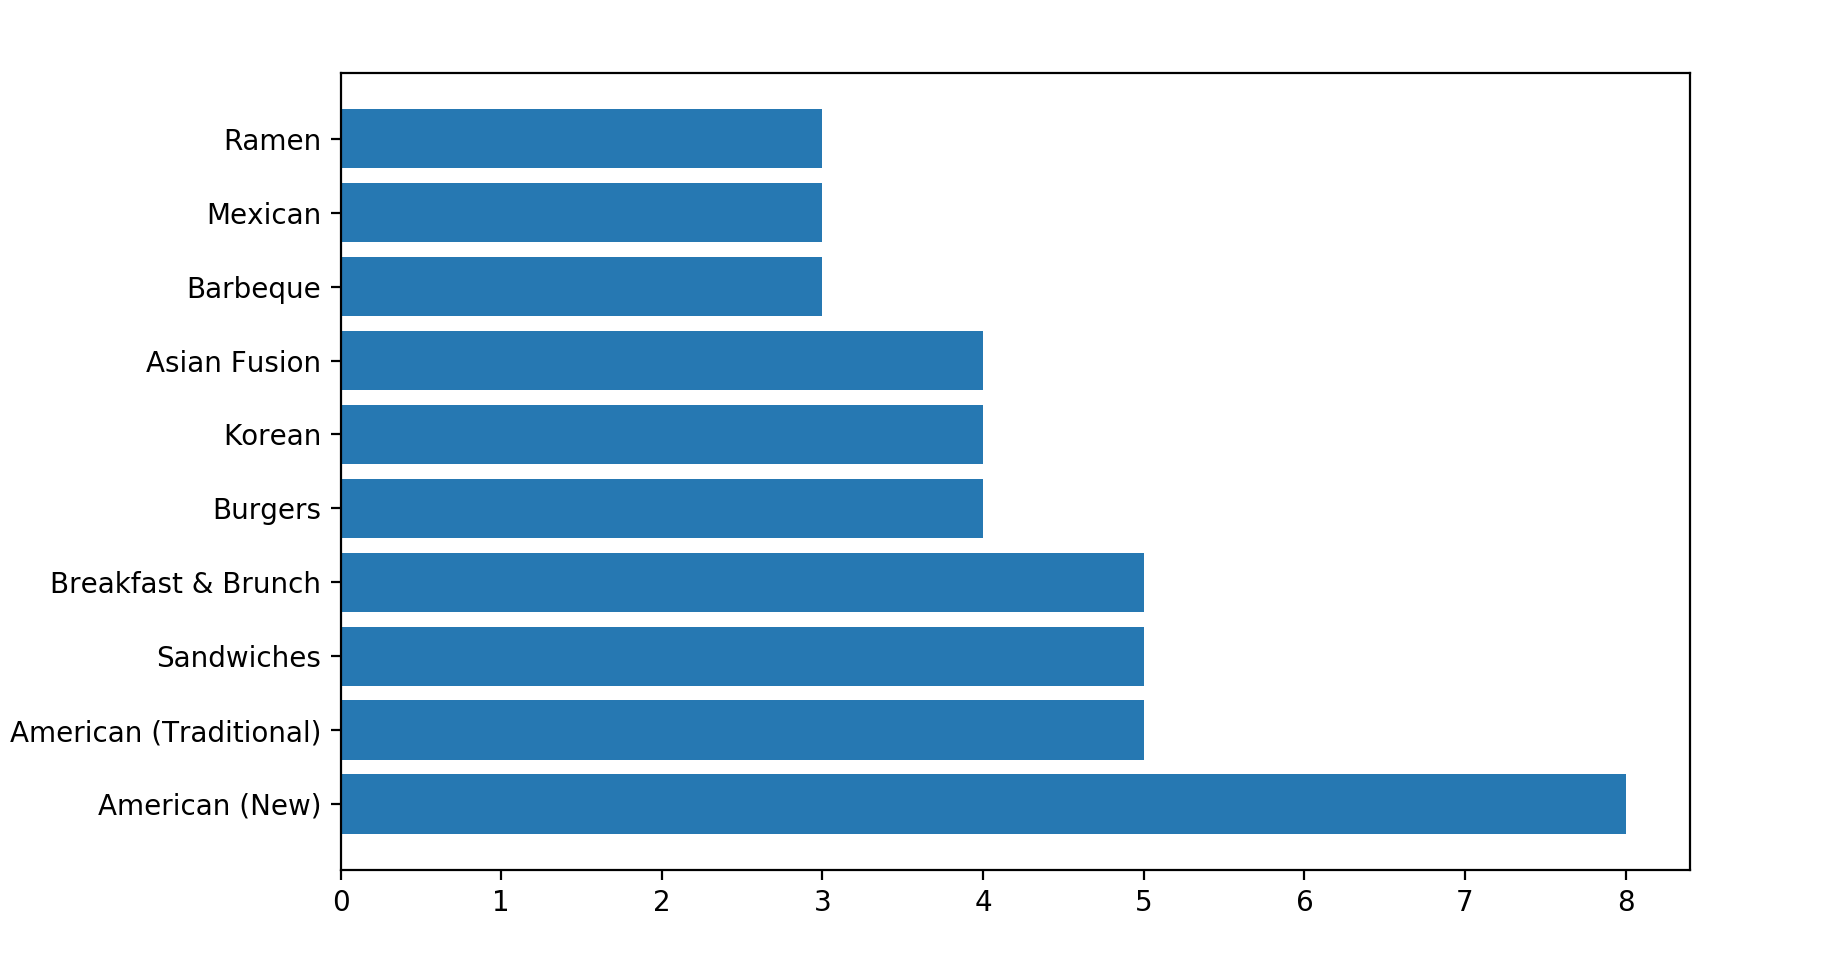 Ramen
Mexican
Barbeque
Asian Fusion
Korean
Burgers
Breakfast & Brunch
Sandwiches
American (Traditional)
American (New)
0 1 2 3 4 5 6 7 8